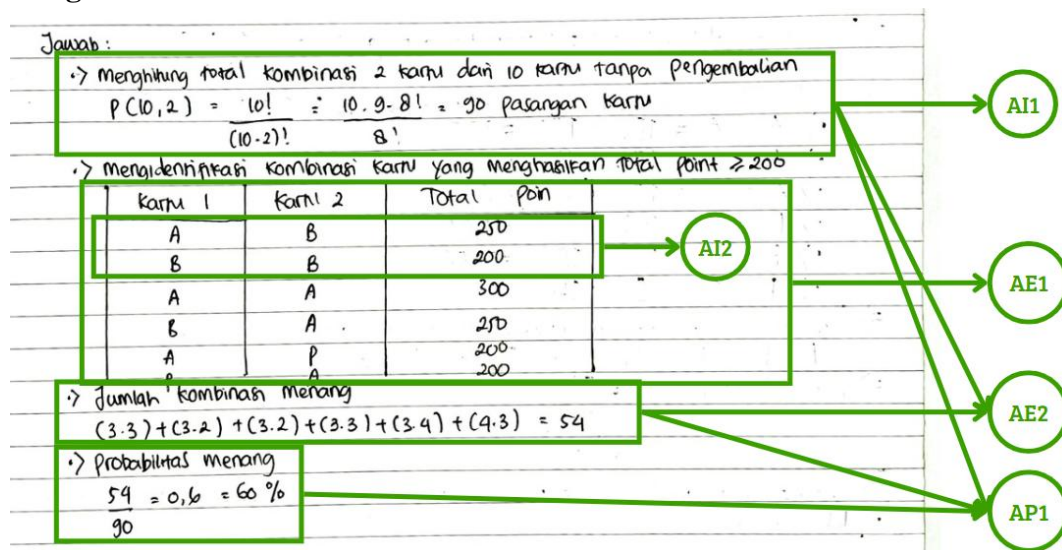 Jawab :
•> Menghitung total kombinasi 2 kartu dari 10 kartu tanpa pengembalian
P(10,2) = 10! / (10-2)! = 10.9.8! / 8! = 90 pasangan kartu
•> Mengidentifikasi kombinasi kartu yang menghasilkan total point ≥ 200
Kartu 1 Kartu 2 Total Poin
A B 250
B B 200
A A 300
B A 250
A P 200
P A 200
•> Jumlah kombinasi menang
(3.3)+(3.2)+(3.2)+(3.3)+(3.4)+(4.3) = 54
•> Probabilitas menang
54 / 90 = 0,6 = 60 %
AI1
AI2
AE1
AE2
AP1